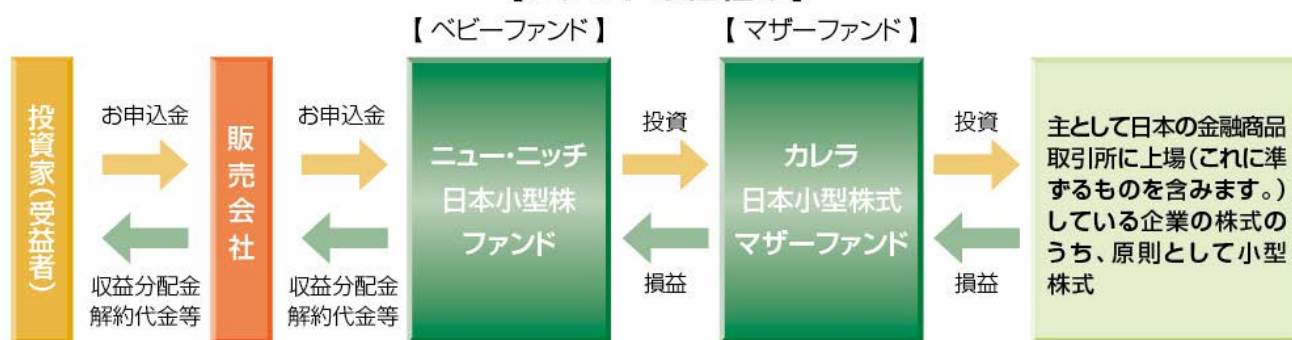 【 ベビーファンド 】
【 マザーファンド 】
投資家(受益者)
お申込金
収益分配金
解約代金等
販売会社
お申込金
収益分配金
解約代金等
ニュー・ニッチ
日本小型株
ファンド
投資
損益
カレラ
日本小型株式
マザーファンド
投資
損益
主として日本の金融商品
取引所に上場(これに準
ずるものを含みます。)
している企業の株式の
うち、原則として小型
株式